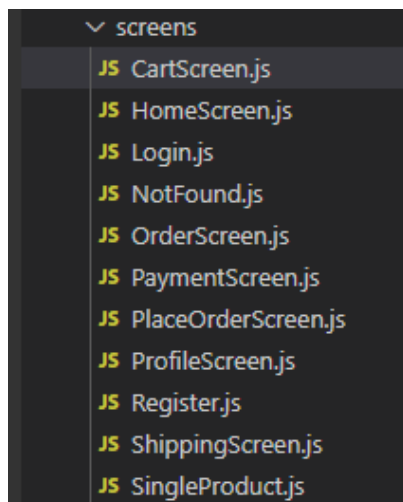 screens
JS CartScreen.js
JS HomeScreen.js
JS Login.js
JS NotFound.js
JS OrderScreen.js
JS PaymentScreen.js
JS PlaceOrderScreen.js
JS ProfileScreen.js
JS Register.js
JS ShippingScreen.js
JS SingleProduct.js